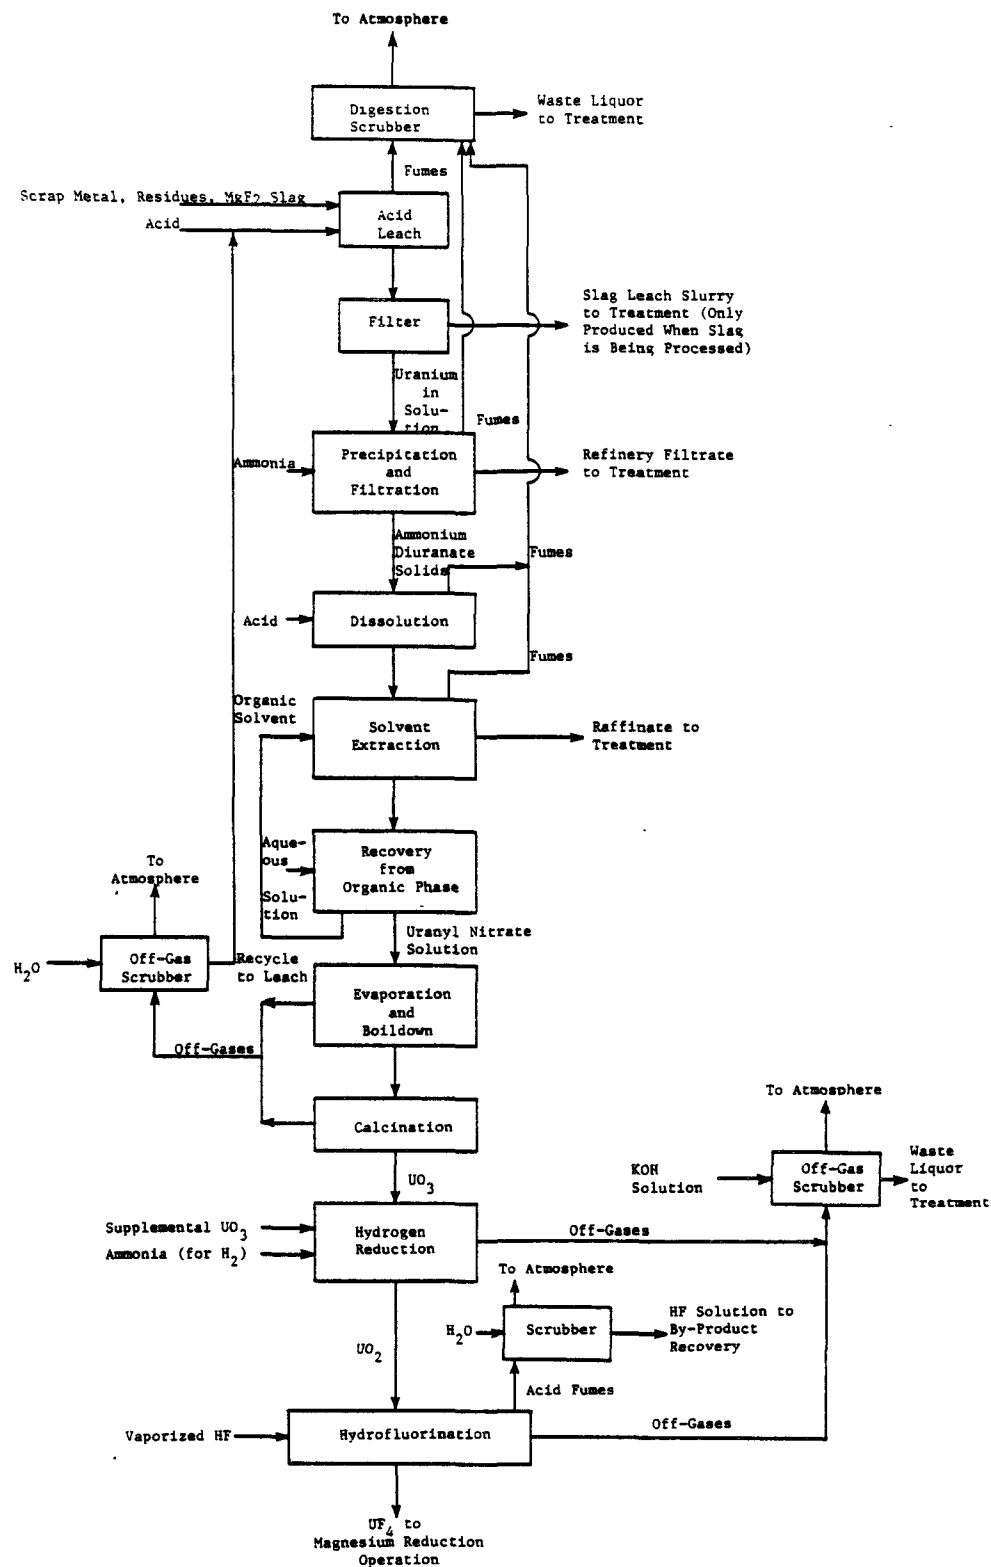 To Atmosphere
Digestion
Scrubber
Waste Liquor
to Treatment
Fumes
Scrap Metal, Residues, MgF2 Slag
Acid
Acid
Leach
Filter
Slag Leach Slurry
to Treatment (Only
Produced When Slag
is Being Processed)
Uranium
in
Solu-
tion
Fumes
Ammonia
Precipitation
and
Filtration
Refinery Filtrate
to Treatment
Ammonium
Diuranate
Solids
Fumes
Acid
Dissolution
Fumes
Organic
Solvent
Solvent
Extraction
Raffinate to
Treatment
Aque-
ous
Solu-
tion
Recovery
from
Organic Phase
To
Atmosphere
Uranyl Nitrate
Solution
H2O
Off-Gas
Scrubber
Recycle
to Leach
Evaporation
and
Boildown
Off-Gases
Calcination
To Atmosphere
UO3
KOH
Solution
Off-Gas
Scrubber
Waste
Liquor
to
Treatment
Supplemental UO3
Ammonia (for H2)
Hydrogen
Reduction
Off-Gases
To Atmosphere
H2O
Scrubber
HF Solution to
By-Product
Recovery
UO2
Acid Fumes
Vaporized HF
Hydrofluorination
Off-Gases
UF4 to
Magnesium Reduction
Operation